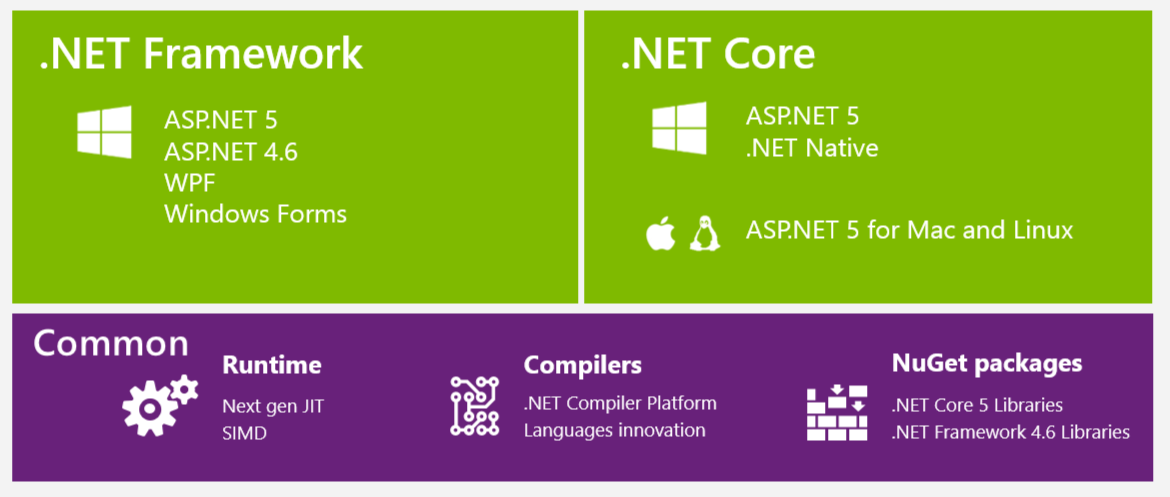 .NET Framework
ASP.NET 5
ASP.NET 4.6
WPF
Windows Forms
.NET Core
ASP.NET 5
.NET Native
ASP.NET 5 for Mac and Linux
Common
Runtime
Next gen JIT
SIMD
Compilers
.NET Compiler Platform
Languages innovation
NuGet packages
.NET Core 5 Libraries
.NET Framework 4.6 Libraries